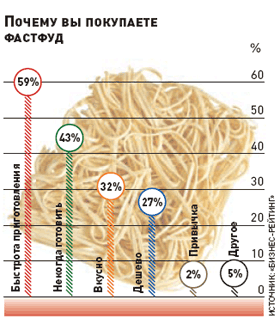 ПОЧЕМУ ВЫ ПОКУПАЕТЕ
ФАСТФУД
%
60
50
40
30
20
10
0
59%
43%
32%
27%
2%
5%
Быстрота приготовления
Некогда готовить
Вкусно
Дешево
Привычка
Другое
ИСТОЧНИК: «БИЗНЕС-РЕЙТИНГ»